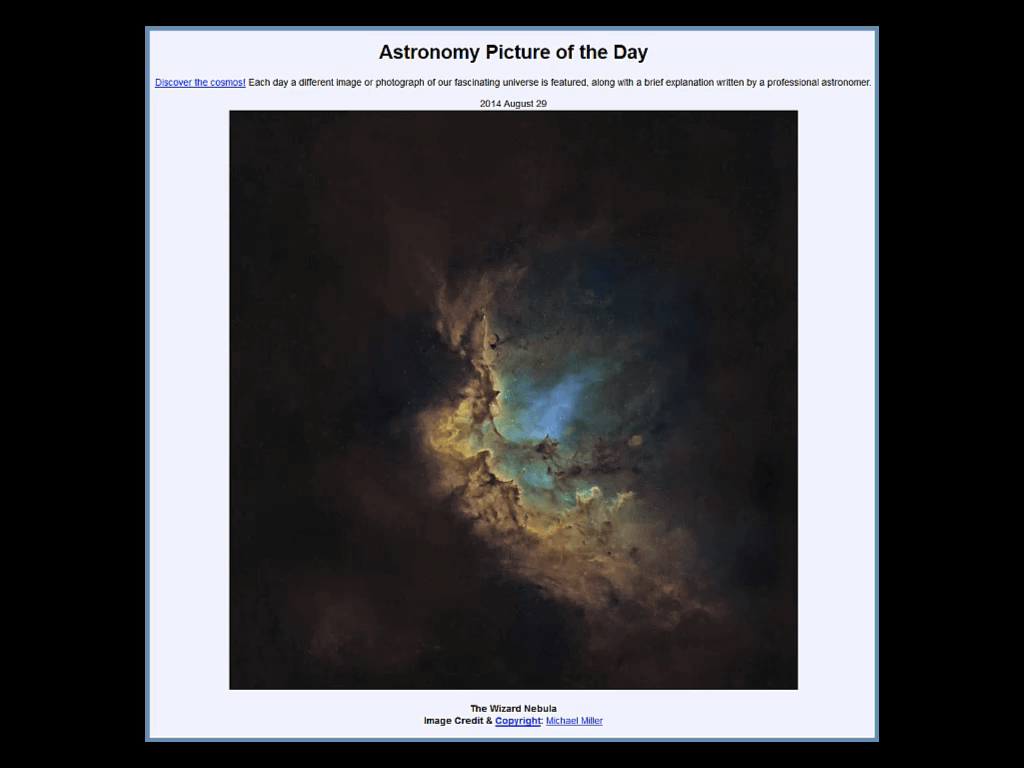 Astronomy Picture of the Day
Discover the cosmos! Each day a different image or photograph of our fascinating universe is featured, along with a brief explanation written by a professional astronomer.
2014 August 29
The Wizard Nebula
Image Credit & Copyright: Michael Miller